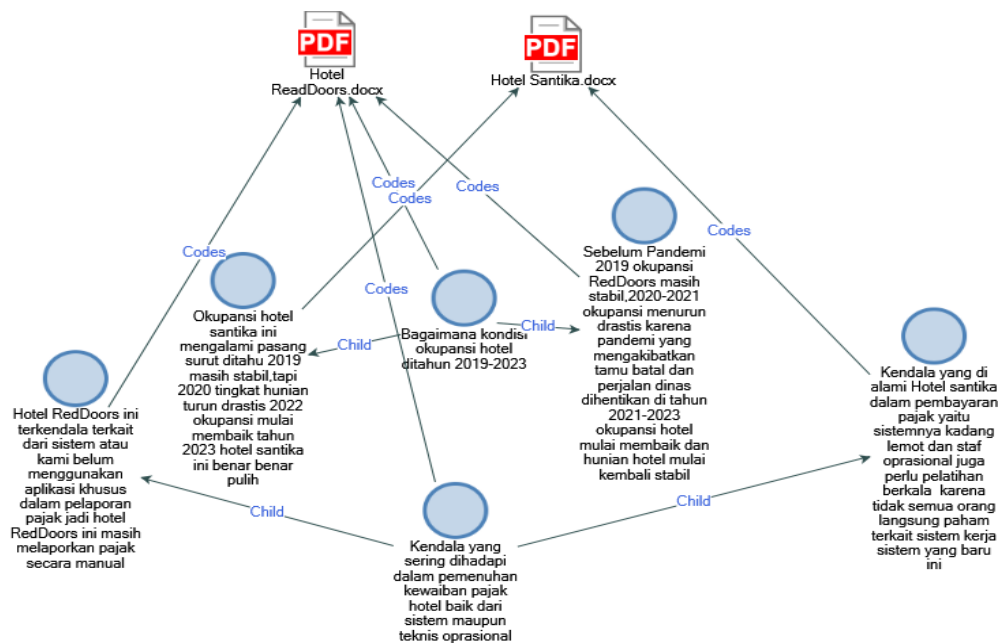 PDF
Hotel
ReadDoors.docx
PDF
Hotel Santika.docx
Codes
Codes
Codes
Codes
Codes
Codes
Sebelum Pandemi
2019 okupansi
RedDoors masih
stabil,2020-2021
okupansi menurun
drastis karena
pandemi yang
mengakibatkan
tamu batal dan
perjalan dinas
dihentikan di tahun
2021-2023
okupansi hotel
mulai membaik dan
hunian hotel mulai
kembali stabil
Okupansi hotel
santika ini
mengalami pasang
surut ditahu 2019
masih stabil,tapi
2020 tingkat hunian
turun drastis 2022
okupansi mulai
membaik tahun
2023 hotel santika
ini benar benar
pulih
Child
Bagaimana kondisi
okupansi hotel
ditahun 2019-2023
Child
Kendala yang di
alami Hotel santika
dalam pembayaran
pajak yaitu
sistemnya kadang
lemot dan staf
oprasional juga
perlu pelatihan
berkala karena
tidak semua orang
langsung paham
terkait sistem kerja
sistem yang baru
ini
Hotel RedDoors ini
terkendala terkait
dari sistem atau
kami belum
menggunakan
aplikasi khusus
dalam pelaporan
pajak jadi hotel
RedDoors ini masih
melaporkan pajak
secara manual
Child
Child
Kendala yang
sering dihadapi
dalam pemenuhan
kewaiban pajak
hotel baik dari
sistem maupun
teknis oprasional